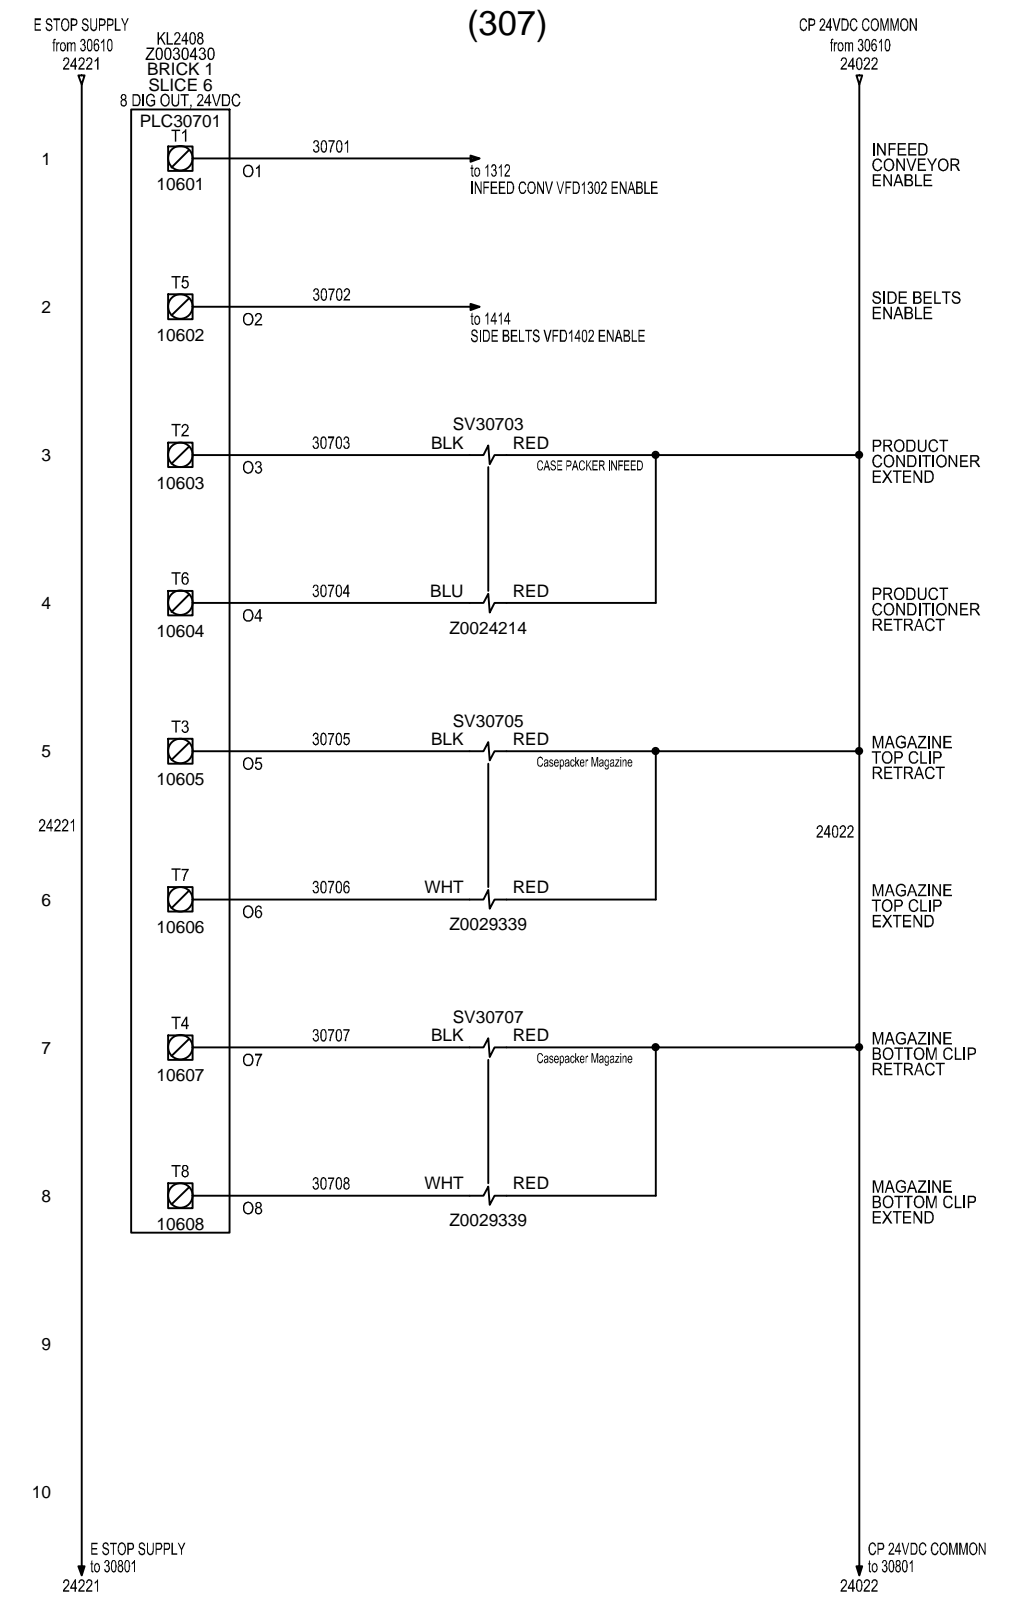 (307)
E STOP SUPPLY
from 30610
24221
KL2408
Z0030430
BRICK 1
SLICE 6
8 DIG OUT, 24VDC
PLC30701
CP 24VDC COMMON
from 30610
24022
1
T1
10601
O1
30701
to 1312
INFEED CONV VFD1302 ENABLE
INFEED
CONVEYOR
ENABLE
2
T5
10602
O2
30702
to 1414
SIDE BELTS VFD1402 ENABLE
SIDE BELTS
ENABLE
3
T2
10603
O3
30703
SV30703
BLK RED
CASE PACKER INFEED
PRODUCT
CONDITIONER
EXTEND
4
T6
10604
O4
30704
BLU RED
Z0024214
PRODUCT
CONDITIONER
RETRACT
5
T3
10605
O5
30705
SV30705
BLK RED
Casepacker Magazine
MAGAZINE
TOP CLIP
RETRACT
24221
24022
6
T7
10606
O6
30706
WHT RED
Z0029339
MAGAZINE
TOP CLIP
EXTEND
7
T4
10607
O7
30707
SV30707
BLK RED
Casepacker Magazine
MAGAZINE
BOTTOM CLIP
RETRACT
8
T8
10608
O8
30708
WHT RED
Z0029339
MAGAZINE
BOTTOM CLIP
EXTEND
9
10
E STOP SUPPLY
to 30801
24221
CP 24VDC COMMON
to 30801
24022